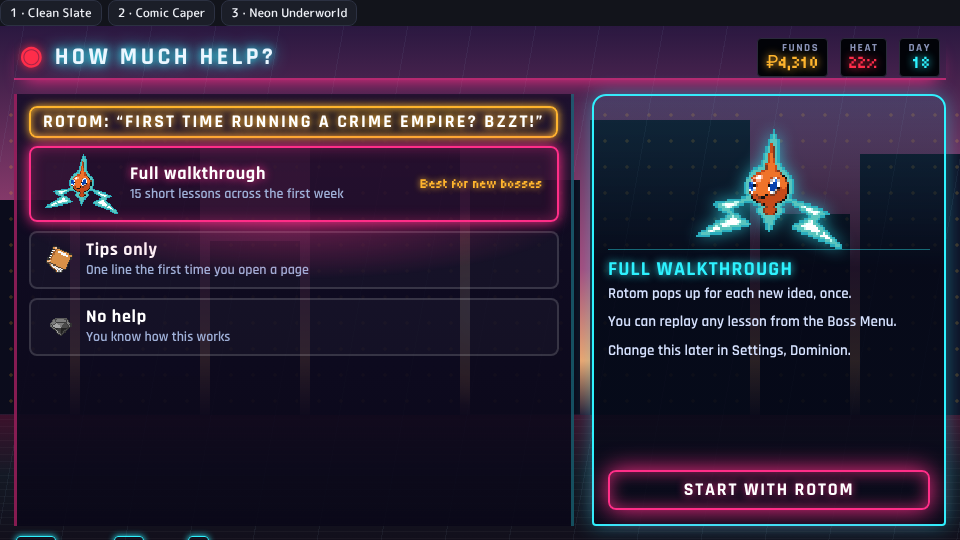 1 · Clean Slate
2 · Comic Caper
3 · Neon Underworld
HOW MUCH HELP?
FUNDS
₽4,310
HEAT
22%
DAY
18
ROTOM: “FIRST TIME RUNNING A CRIME EMPIRE? BZZT!”
Full walkthrough
15 short lessons across the first week
Best for new bosses
Tips only
One line the first time you open a page
No help
You know how this works
FULL WALKTHROUGH
Rotom pops up for each new idea, once.
You can replay any lesson from the Boss Menu.
Change this later in Settings, Dominion.
START WITH ROTOM